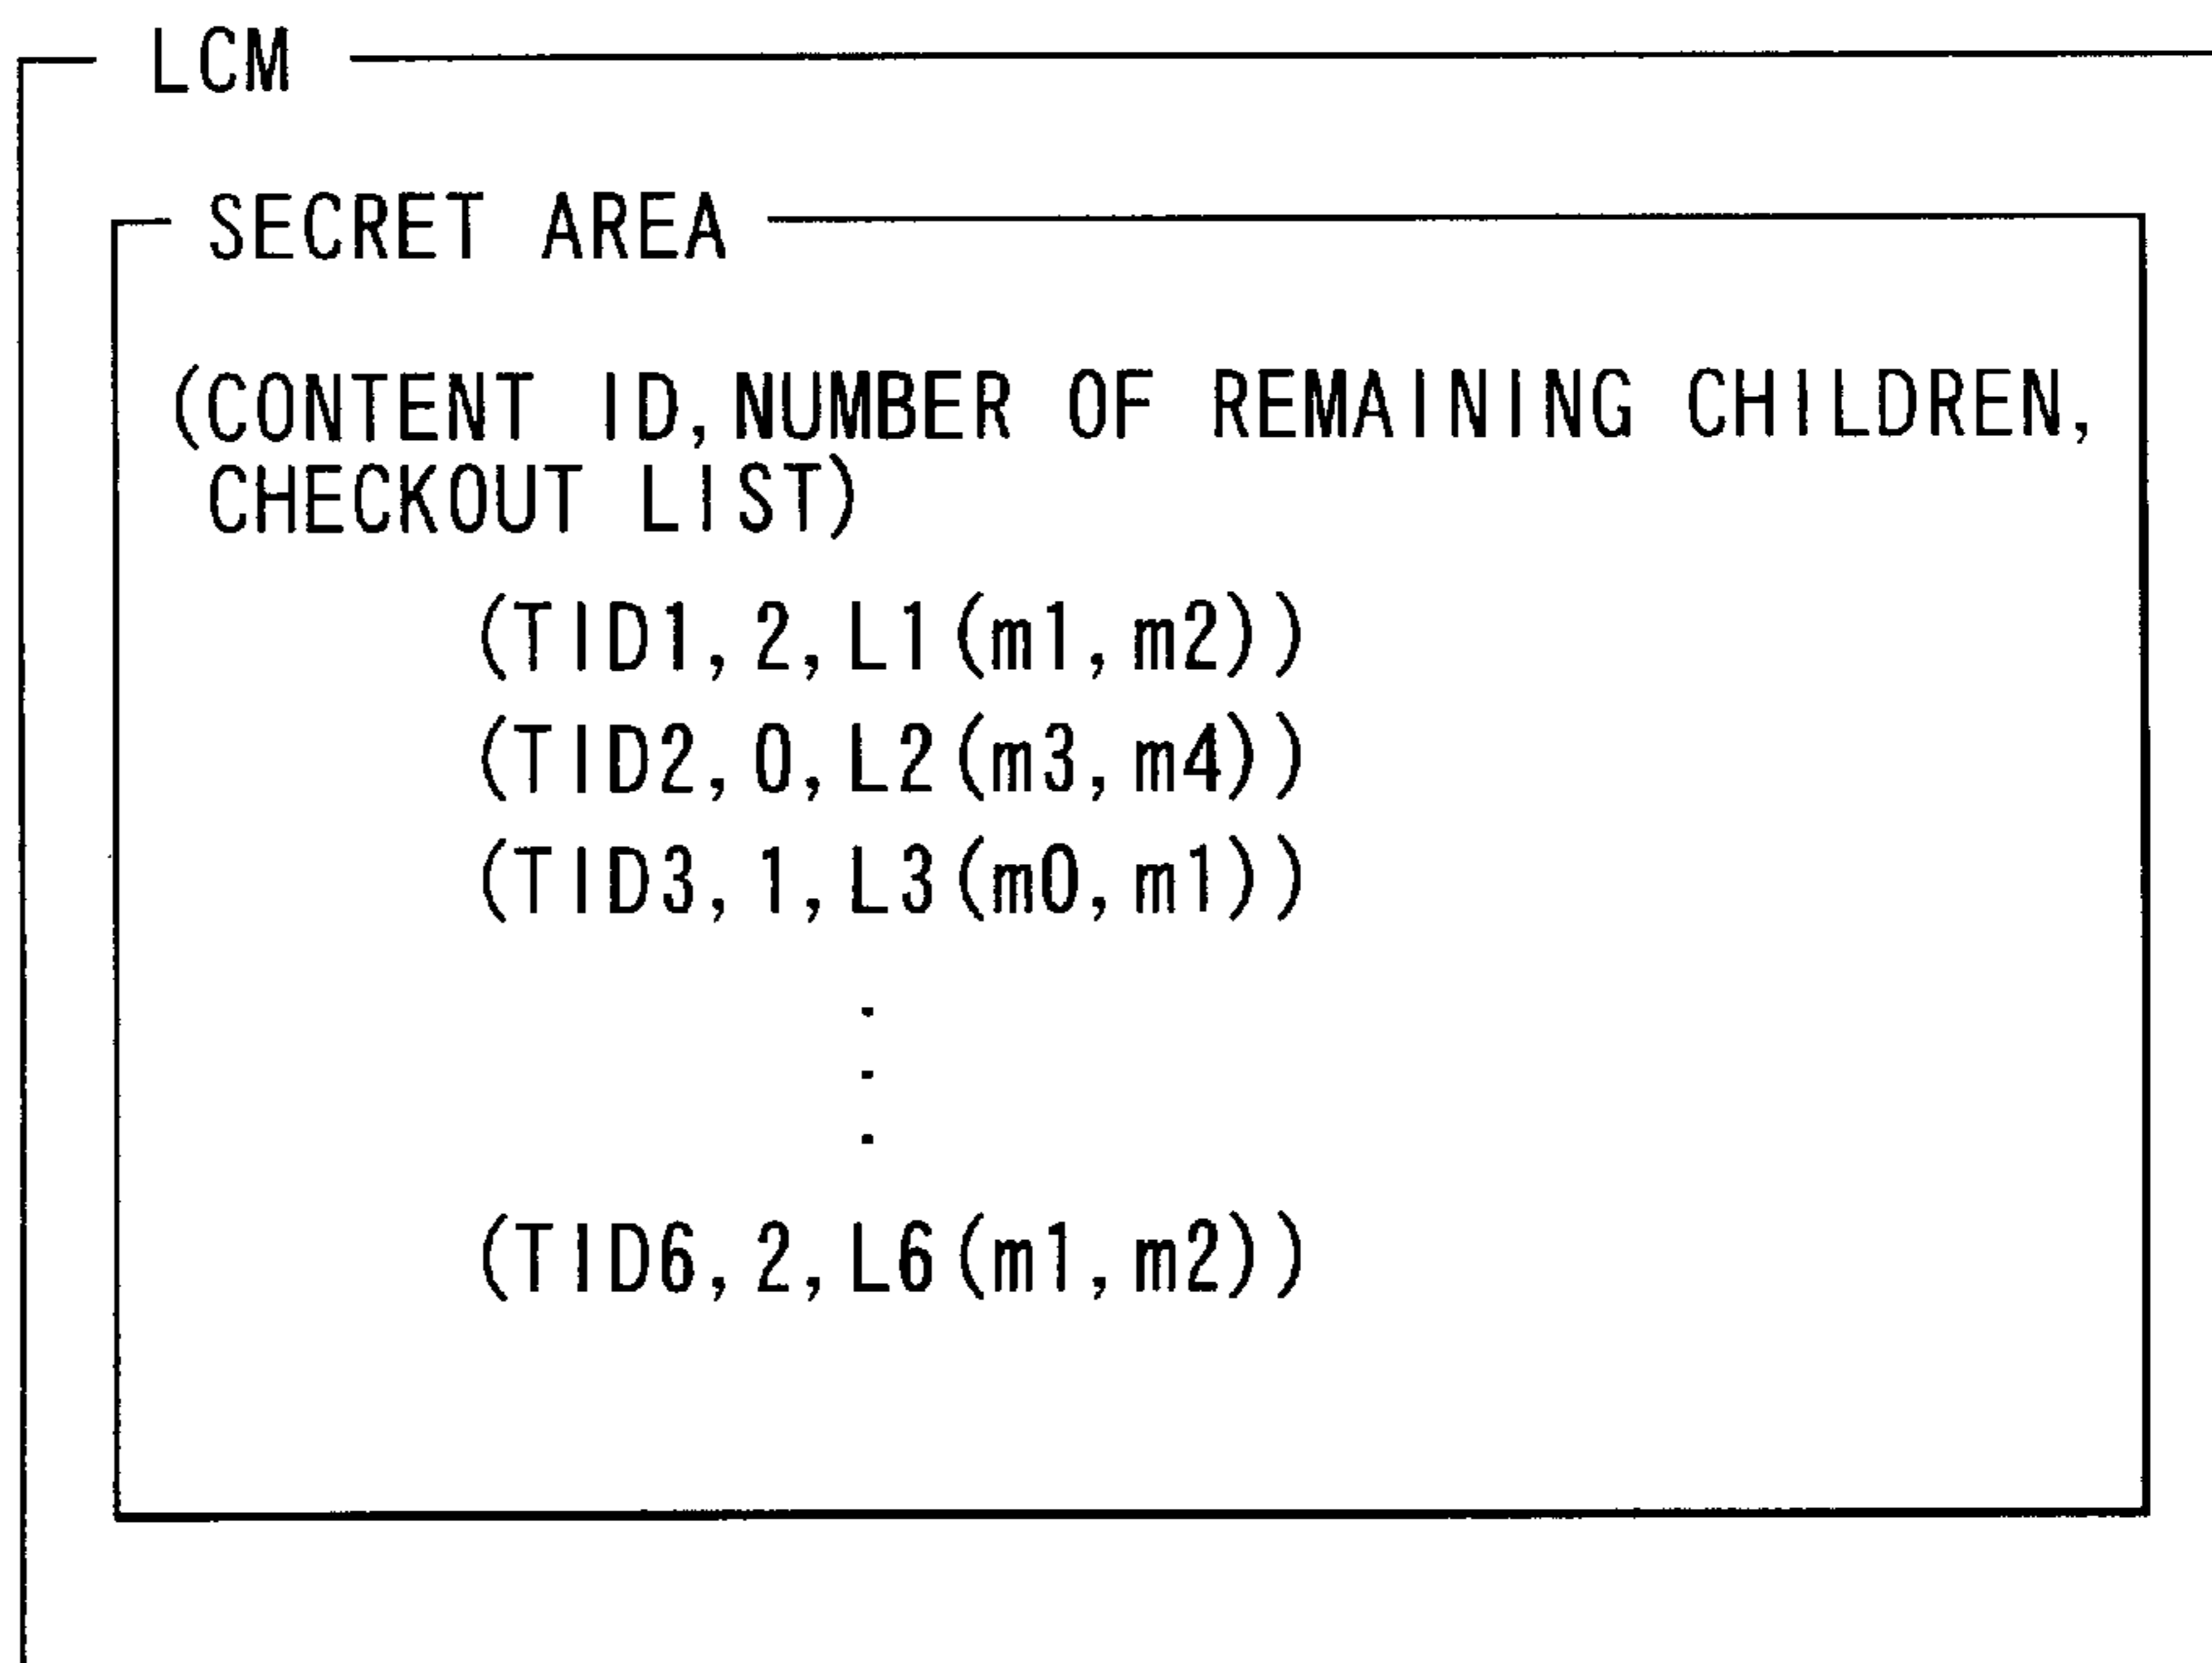 LCM
SECRET AREA
(CONTENT ID,NUMBER OF REMAINING CHILDREN,
CHECKOUT LIST)
(TID1,2,L1(m1,m2))
(TID2,0,L2(m3,m4))
(TID3,1,L3(m0,m1))
.
.
.
(TID6,2,L6(m1,m2))